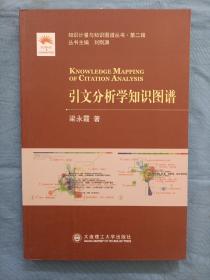 知识计量与知识图谱丛书·第二辑
丛书主编 刘则渊
KNOWLEDGE MAPPING
OF CITATION ANALYSIS
引文分析学知识图谱
梁永霞 著
大连理工大学出版社